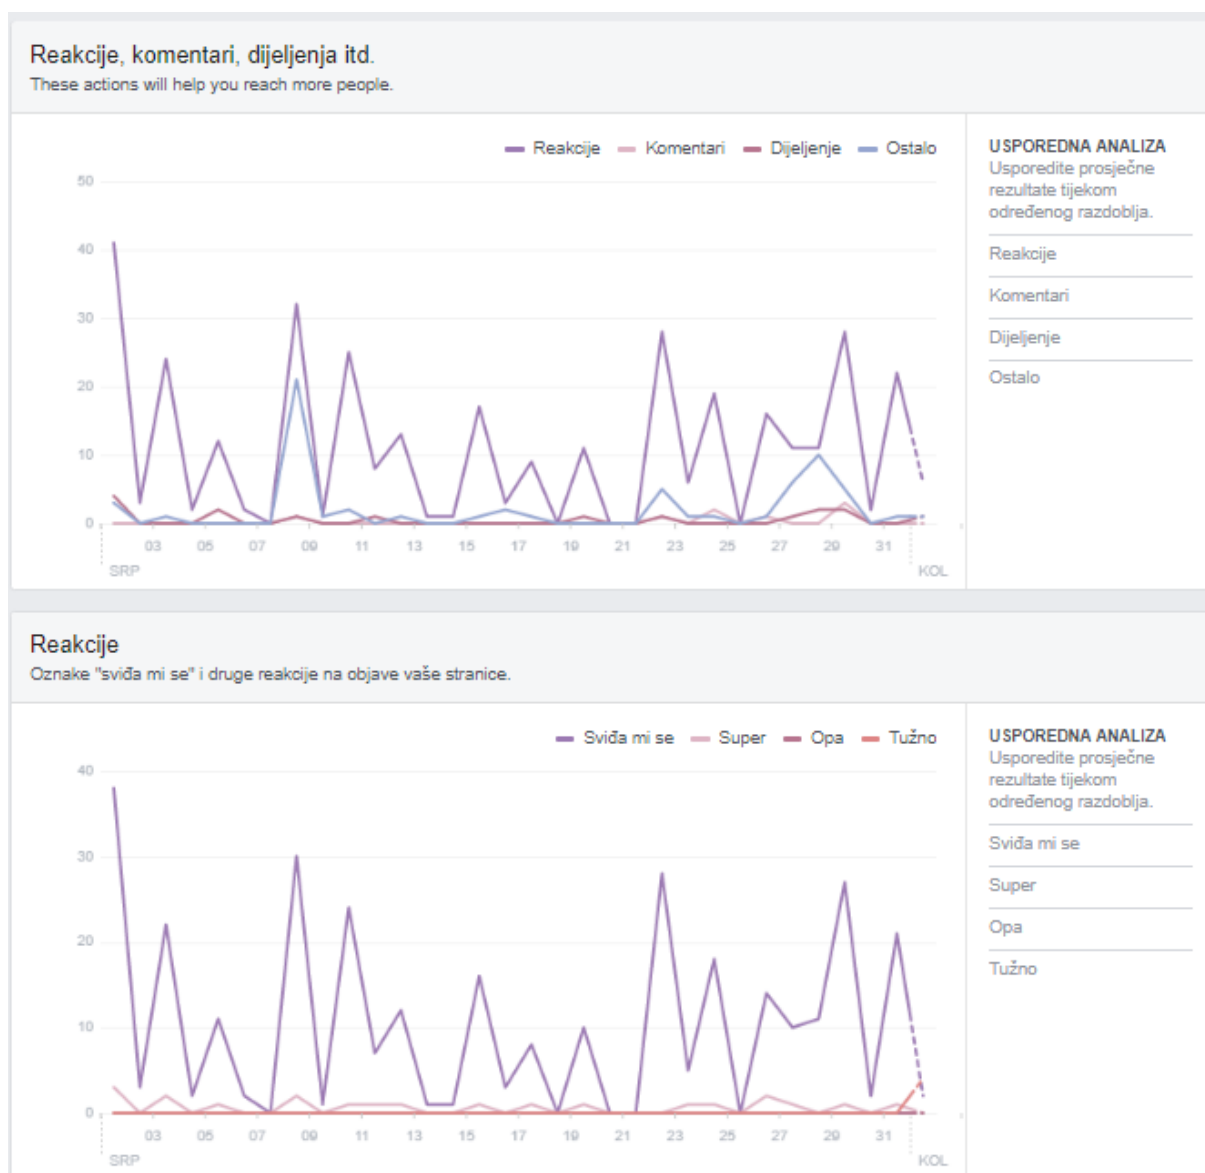 Reakcije, komentari, dijeljenja itd.
These actions will help you reach more people.
Reakcije Komentari Dijeljenje Ostalo
50
40
30
20
10
0
03 05 07 09 11 13 15 17 19 21 23 25 27 29 31
SRP KOL
USPOREDNA ANALIZA
Usporedite prosječne
rezultate tijekom
određenog razdoblja.
Reakcije
Komentari
Dijeljenje
Ostalo
Reakcije
Oznake "sviđa mi se" i druge reakcije na objave vaše stranice.
Sviđa mi se Super Opa Tužno
40
30
20
10
0
03 05 07 09 11 13 15 17 19 21 23 25 27 29 31
SRP KOL
USPOREDNA ANALIZA
Usporedite prosječne
rezultate tijekom
određenog razdoblja.
Sviđa mi se
Super
Opa
Tužno